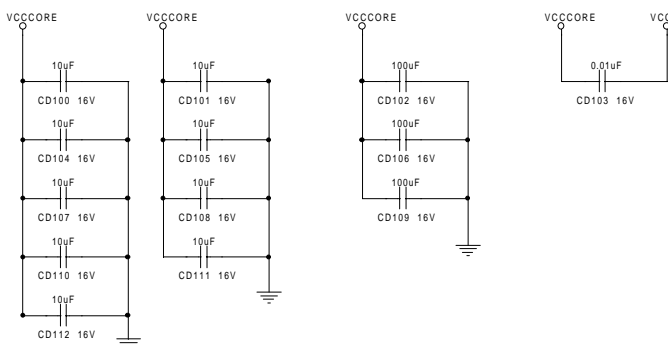 VCCCORE
10uF
CD100 16V
10uF
CD104 16V
10uF
CD107 16V
10uF
CD110 16V
10uF
CD112 16V
VCCCORE
10uF
CD101 16V
10uF
CD105 16V
10uF
CD108 16V
10uF
CD111 16V
VCCCORE
100uF
CD102 16V
100uF
CD106 16V
100uF
CD109 16V
VCCCORE
0.01uF
CD103 16V